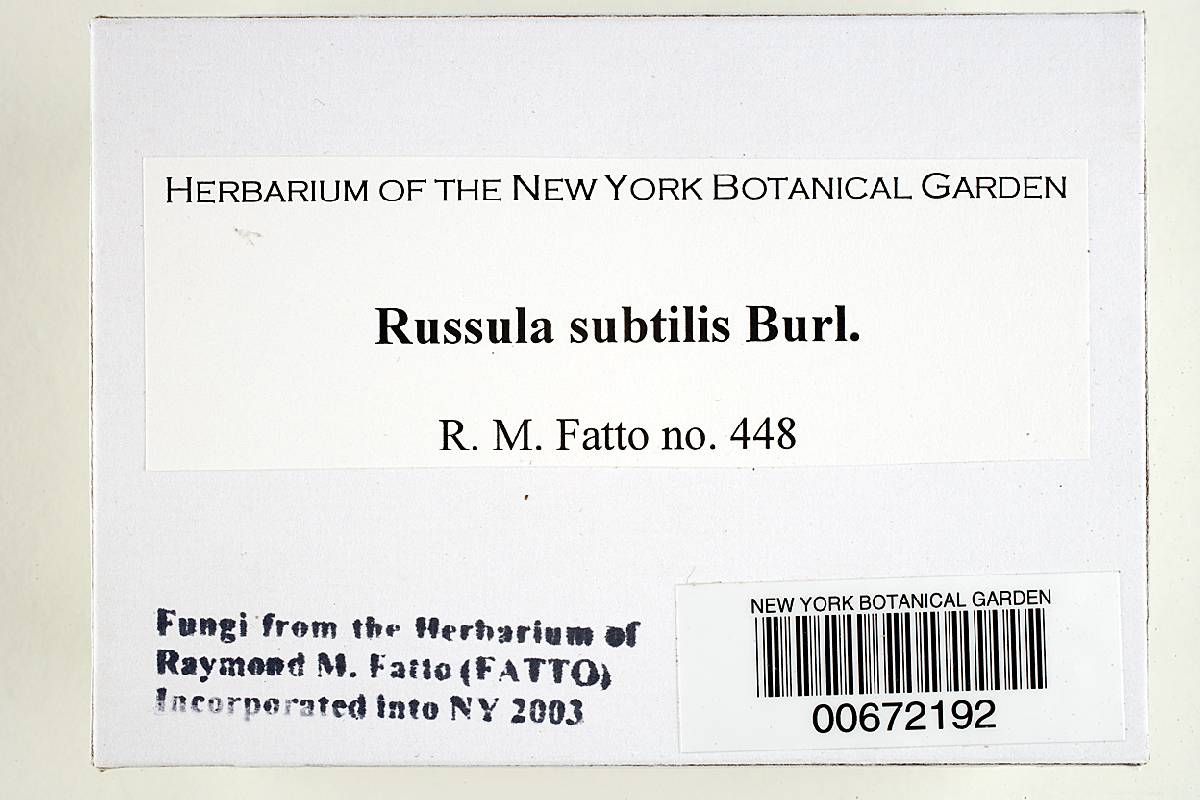 HERBARIUM OF THE NEW YORK BOTANICAL GARDEN
Russula subtilis Burl.
R. M. Fatto no. 448
Fungi from the Herbarium of
Raymond M. Fatto (FATTO)
Incorporated into NY 2003
NEW YORK BOTANICAL GARDEN
00672192